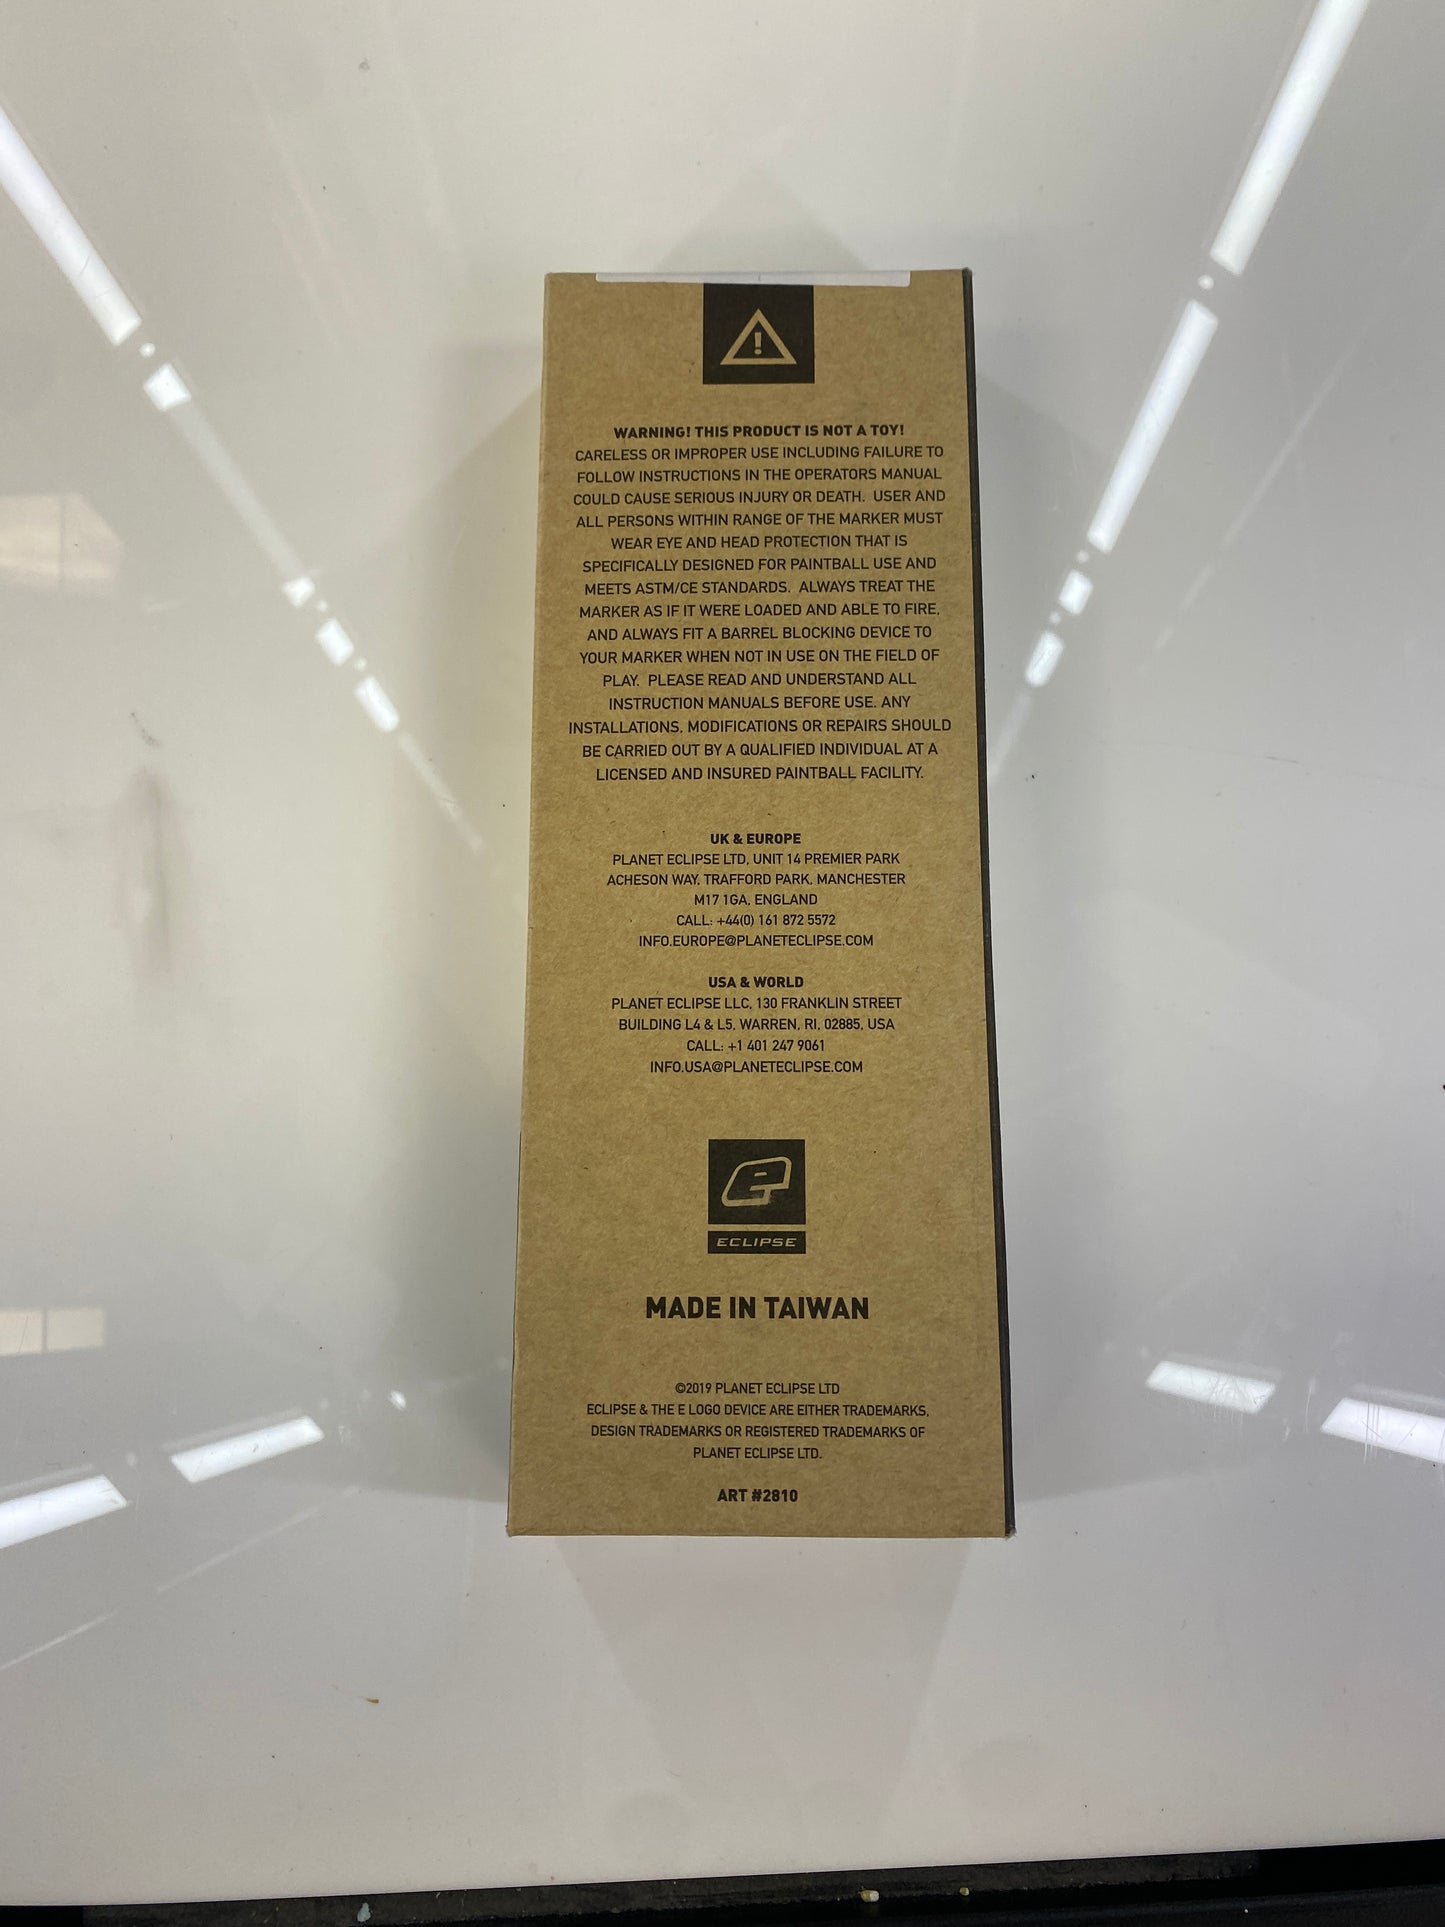 !
WARNING! THIS PRODUCT IS NOT A TOY!
CARELESS OR IMPROPER USE INCLUDING FAILURE TO
FOLLOW INSTRUCTIONS IN THE OPERATORS MANUAL
COULD CAUSE SERIOUS INJURY OR DEATH. USER AND
ALL PERSONS WITHIN RANGE OF THE MARKER MUST
WEAR EYE AND HEAD PROTECTION THAT IS
SPECIFICALLY DESIGNED FOR PAINTBALL USE AND
MEETS ASTM/CE STANDARDS. ALWAYS TREAT THE
MARKER AS IF IT WERE LOADED AND ABLE TO FIRE,
AND ALWAYS FIT A BARREL BLOCKING DEVICE TO
YOUR MARKER WHEN NOT IN USE ON THE FIELD OF
PLAY. PLEASE READ AND UNDERSTAND ALL
INSTRUCTION MANUALS BEFORE USE. ANY
INSTALLATIONS, MODIFICATIONS OR REPAIRS SHOULD
BE CARRIED OUT BY A QUALIFIED INDIVIDUAL AT A
LICENSED AND INSURED PAINTBALL FACILITY.
UK & EUROPE
PLANET ECLIPSE LTD, UNIT 14 PREMIER PARK
ACHESON WAY, TRAFFORD PARK, MANCHESTER
M17 1GA, ENGLAND
CALL: +44(0) 161 872 5572
INFO.EUROPE@PLANETECLIPSE.COM
USA & WORLD
PLANET ECLIPSE LLC, 130 FRANKLIN STREET
BUILDING L4 & L5, WARREN, RI, 02885, USA
CALL: +1 401 247 9061
INFO.USA@PLANETECLIPSE.COM
e
ECLIPSE
MADE IN TAIWAN
©2019 PLANET ECLIPSE LTD
ECLIPSE & THE E LOGO DEVICE ARE EITHER TRADEMARKS,
DESIGN TRADEMARKS OR REGISTERED TRADEMARKS OF
PLANET ECLIPSE LTD.
ART #2810